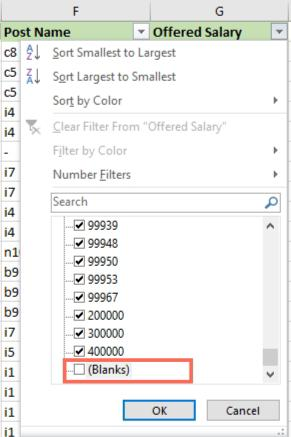 F G
Post Name Offered Salary
c8 Sort Smallest to Largest
c5 Sort Largest to Smallest
c5 Sort by Color
i4
i4 Clear Filter From "Offered Salary"
- Filter by Color
i7
i7 Number Filters
i4 Search
i4 99939
n1 99948
b9 99950
b9 99953
b9 99967
i7 200000
i5 300000
i1 400000
i1 (Blanks)
i1
i1 OK Cancel
i1